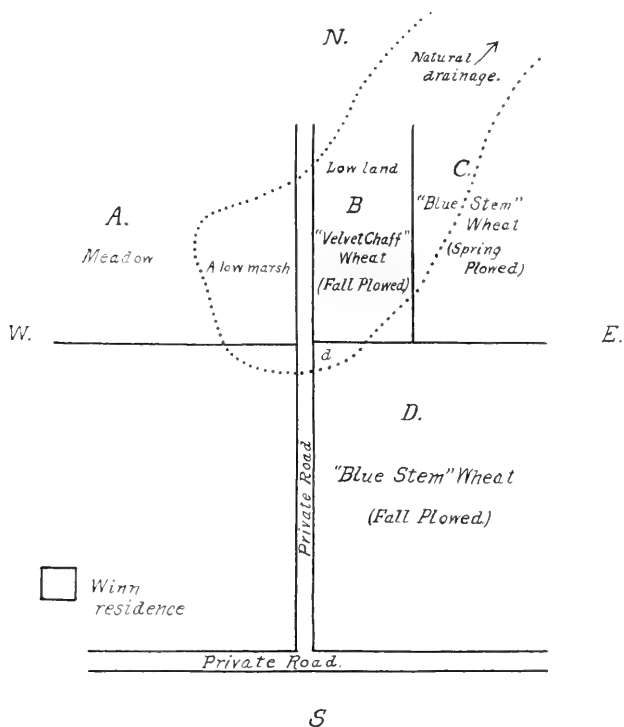 N.
Natural
drainage.
Low land
C.
A.
B
"Blue Stem"
Wheat
"Velvet Chaff"
Wheat
(Spring
Plowed)
Meadow
A low marsh
(Fall Plowed)
W.
E.
d
D.
"Blue Stem" Wheat
(Fall Plowed)
Private Road
Winn
residence
Private Road.
S